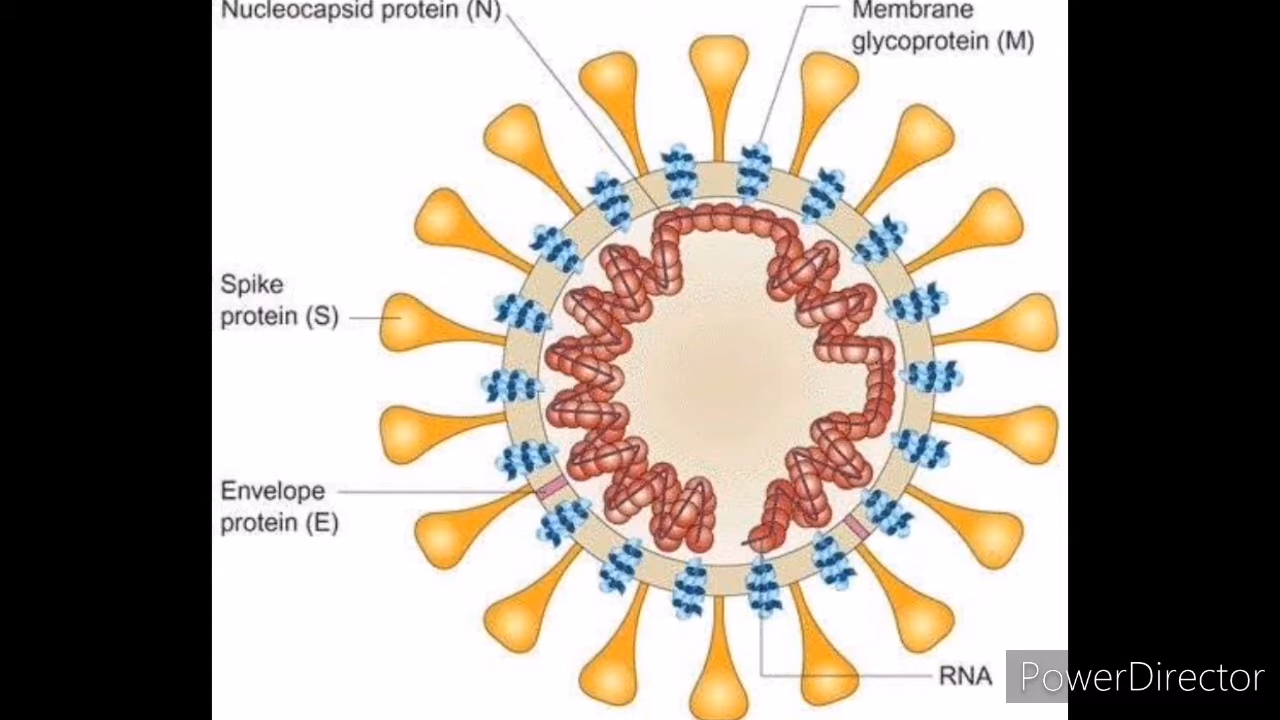 Nucleocapsid protein (N)
Membrane
glycoprotein (M)
Spike
protein (S)
Envelope
protein (E)
RNA
PowerDirector